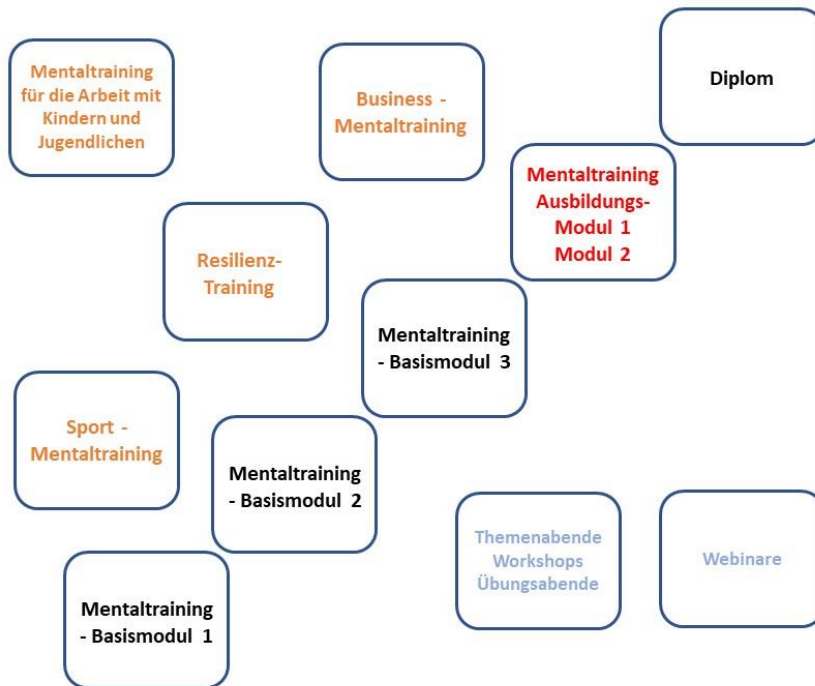 Mentaltraining
für die Arbeit mit
Kindern und
Jugendlichen
Business -
Mentaltraining
Diplom
Mentaltraining
Ausbildungs-
Modul 1
Modul 2
Resilienz-
Training
Mentaltraining
- Basismodul 3
Sport -
Mentaltraining
Mentaltraining
- Basismodul 2
Themenabende
Workshops
Übungsabende
Webinare
Mentaltraining
- Basismodul 1